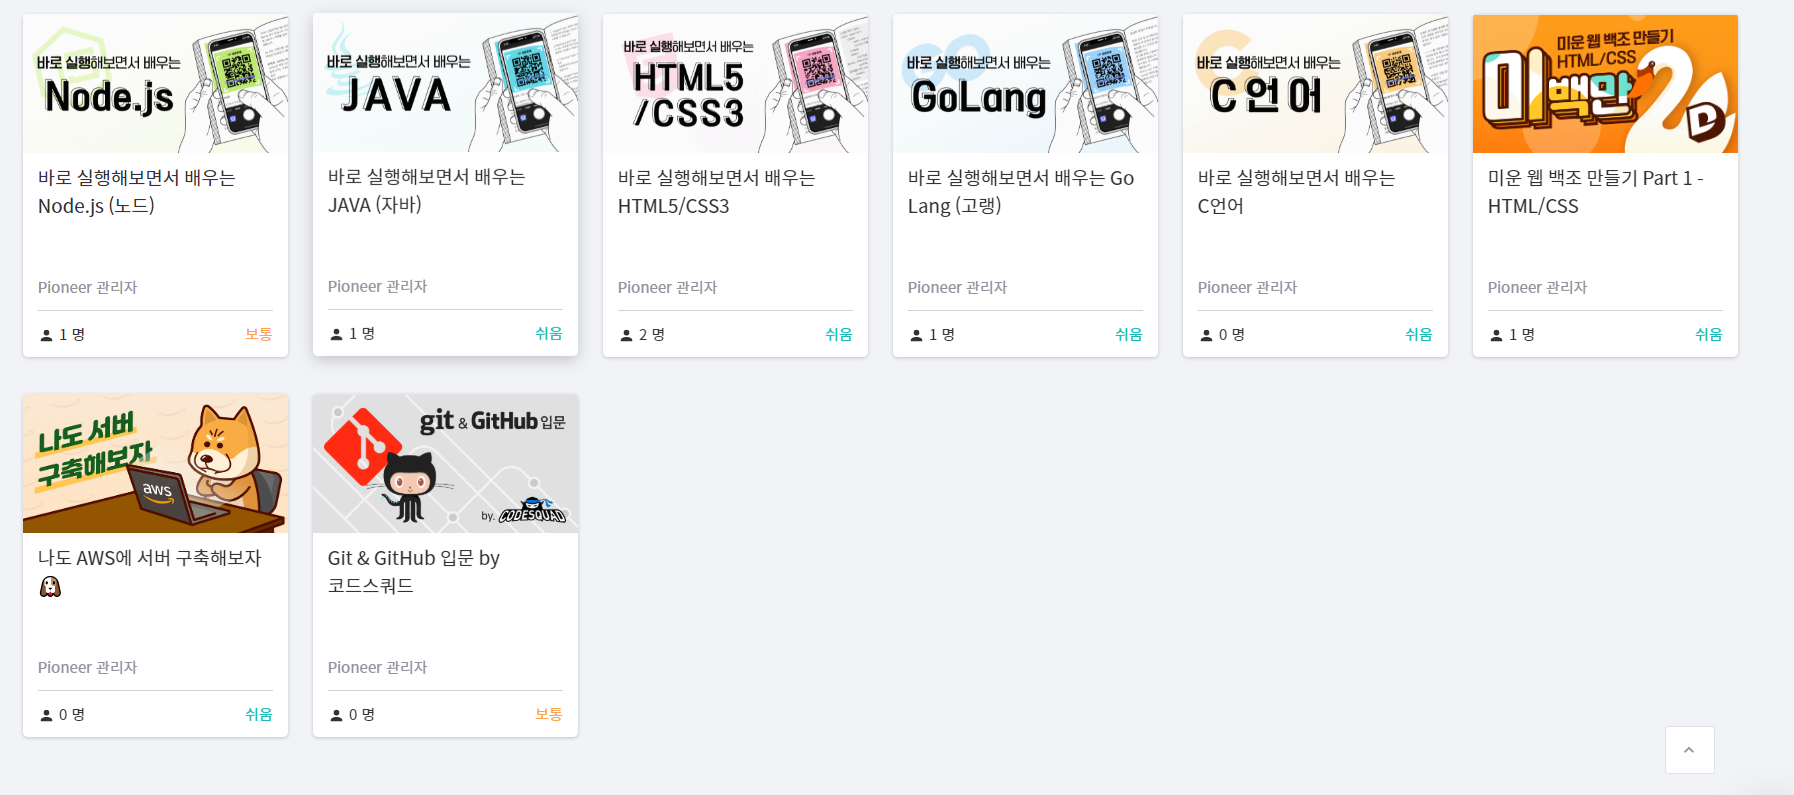 바로 실행해보면서 배우는
Node.js
바로 실행해보면서 배우는
Node.js (노드)
Pioneer 관리자
1 명
보통
바로 실행해보면서 배우는
JAVA
바로 실행해보면서 배우는
JAVA (자바)
Pioneer 관리자
1 명
쉬움
바로 실행해보면서 배우는
HTML5
/CSS3
바로 실행해보면서 배우는
HTML5/CSS3
Pioneer 관리자
2 명
쉬움
바로 실행해보면서 배우는
GoLang
바로 실행해보면서 배우는 Go
Lang (고랭)
Pioneer 관리자
1 명
쉬움
바로 실행해보면서 배우는
C언어
바로 실행해보면서 배우는
C언어
Pioneer 관리자
0 명
쉬움
미운 웹 백조 만들기
HTML/CSS
미백만
미운 웹 백조 만들기 Part 1 -
HTML/CSS
Pioneer 관리자
1 명
쉬움
나도 서버
구축해보자
aws
나도 AWS에 서버 구축해보자
Pioneer 관리자
0 명
쉬움
git & GitHub 입문
by. CODESQUAD
Git & GitHub 입문 by
코드스쿼드
Pioneer 관리자
0 명
보통